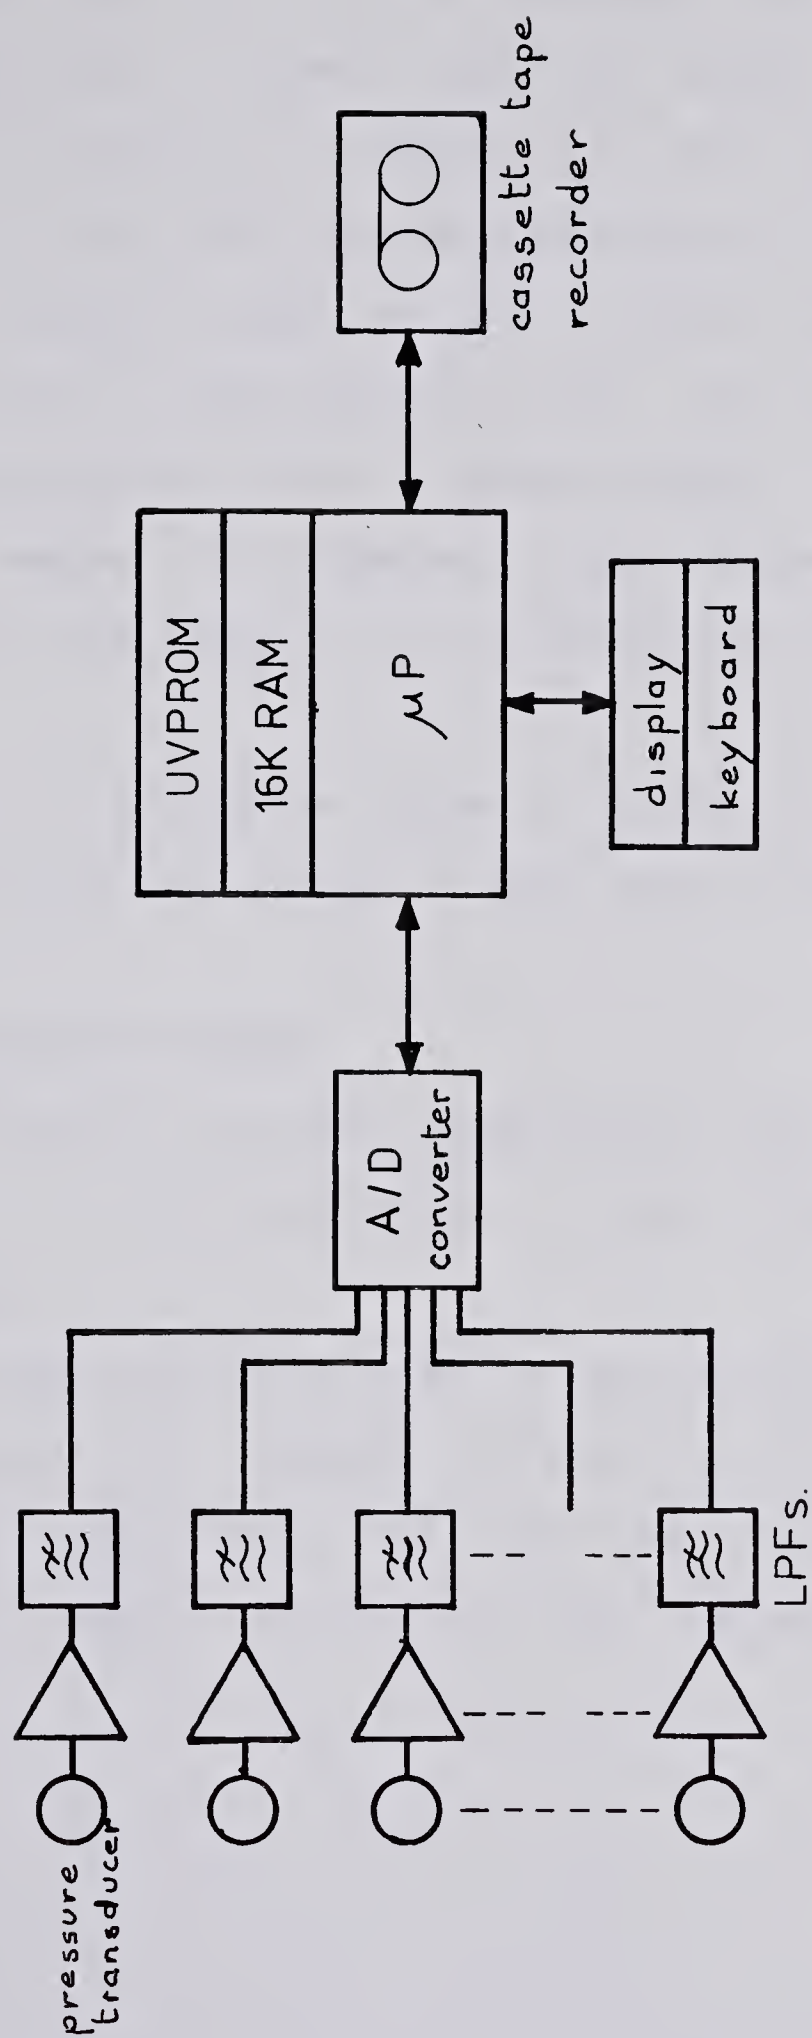 pressure
transducer
LPFs.
A/D
converter
UVPROM
16K RAM
μP
display
keyboard
cassette tape
recorder